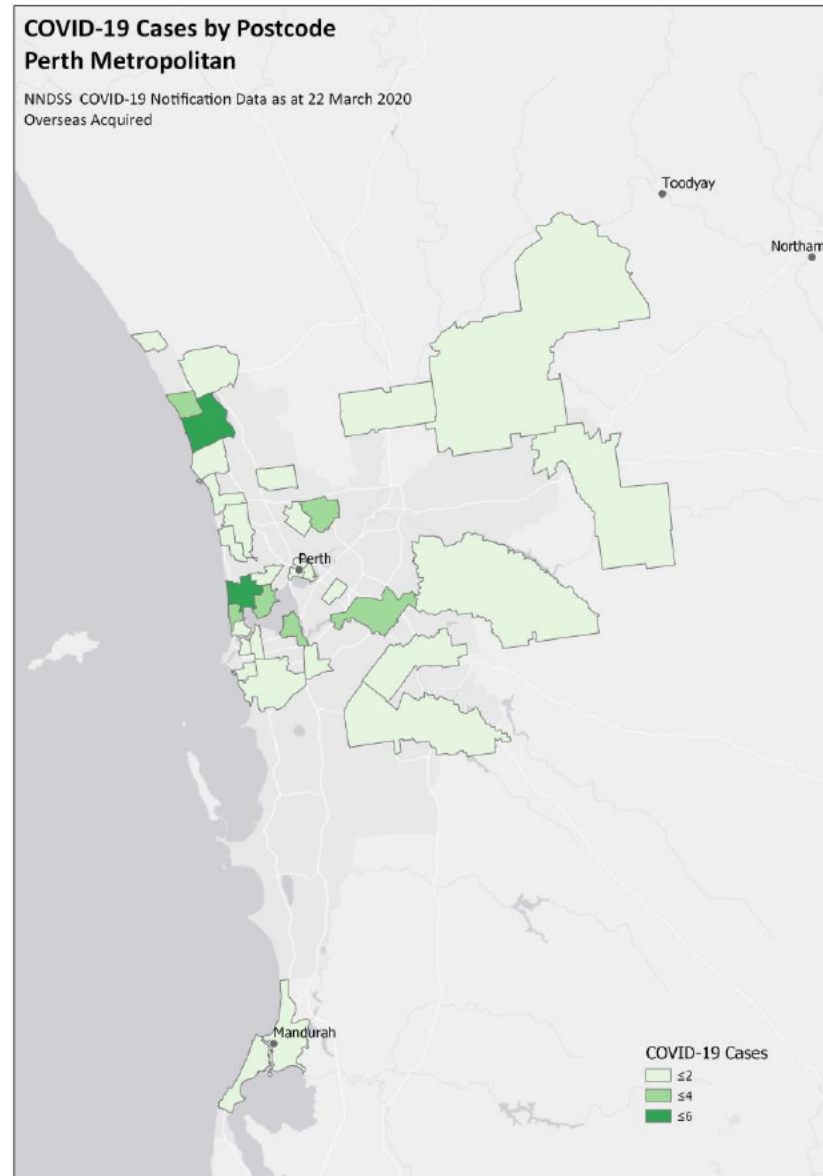 COVID-19 Cases by Postcode
Perth Metropolitan
NNDSS COVID-19 Notification Data as at 22 March 2020
Overseas Acquired
Toodyay
Northam
Perth
Mandurah
COVID-19 Cases
≤2
≤4
≤6